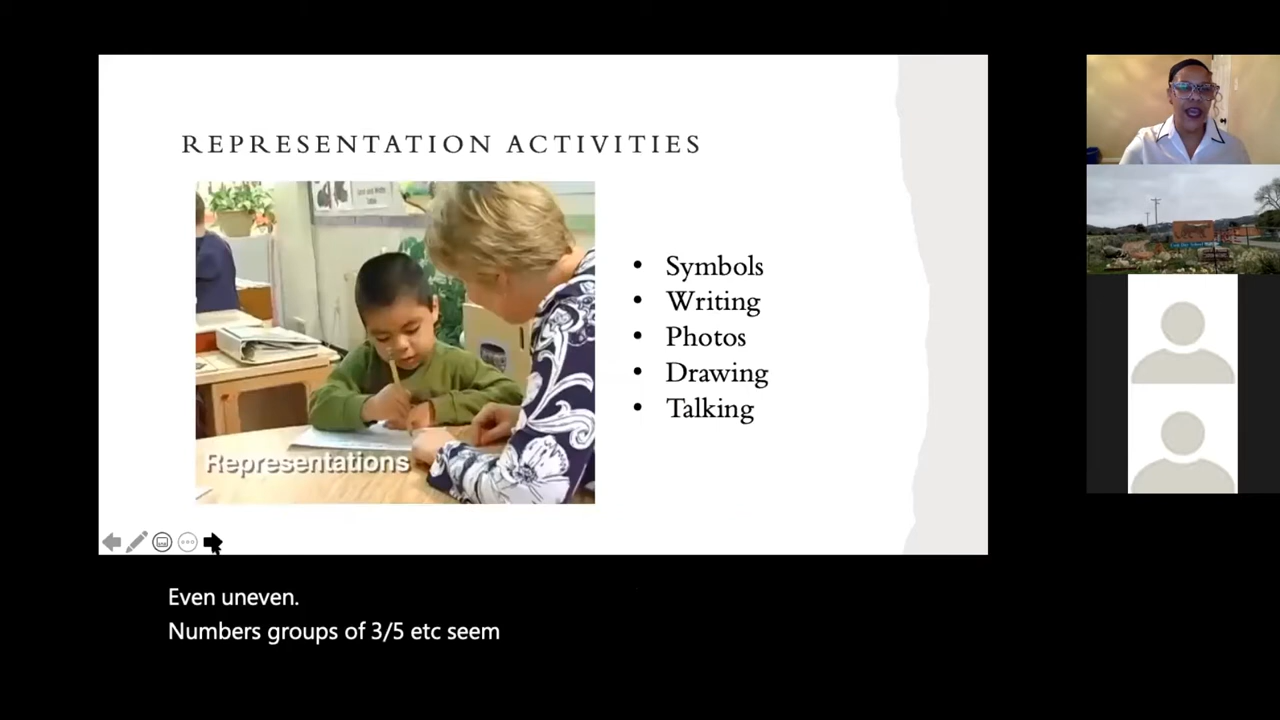 REPRESENTATION ACTIVITIES
Representations
• Symbols
• Writing
• Photos
• Drawing
• Talking
Even uneven.
Numbers groups of 3/5 etc seem